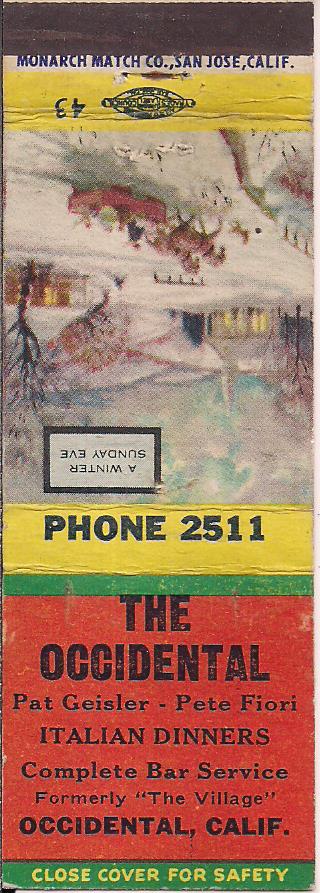 MONARCH MATCH CO., SAN JOSE, CALIF.
43
A WINTER
SUNDAY EVE
PHONE 2511
THE
OCCIDENTAL
Pat Geisler - Pete Fiori
ITALIAN DINNERS
Complete Bar Service
Formerly "The Village"
OCCIDENTAL, CALIF.
CLOSE COVER FOR SAFETY